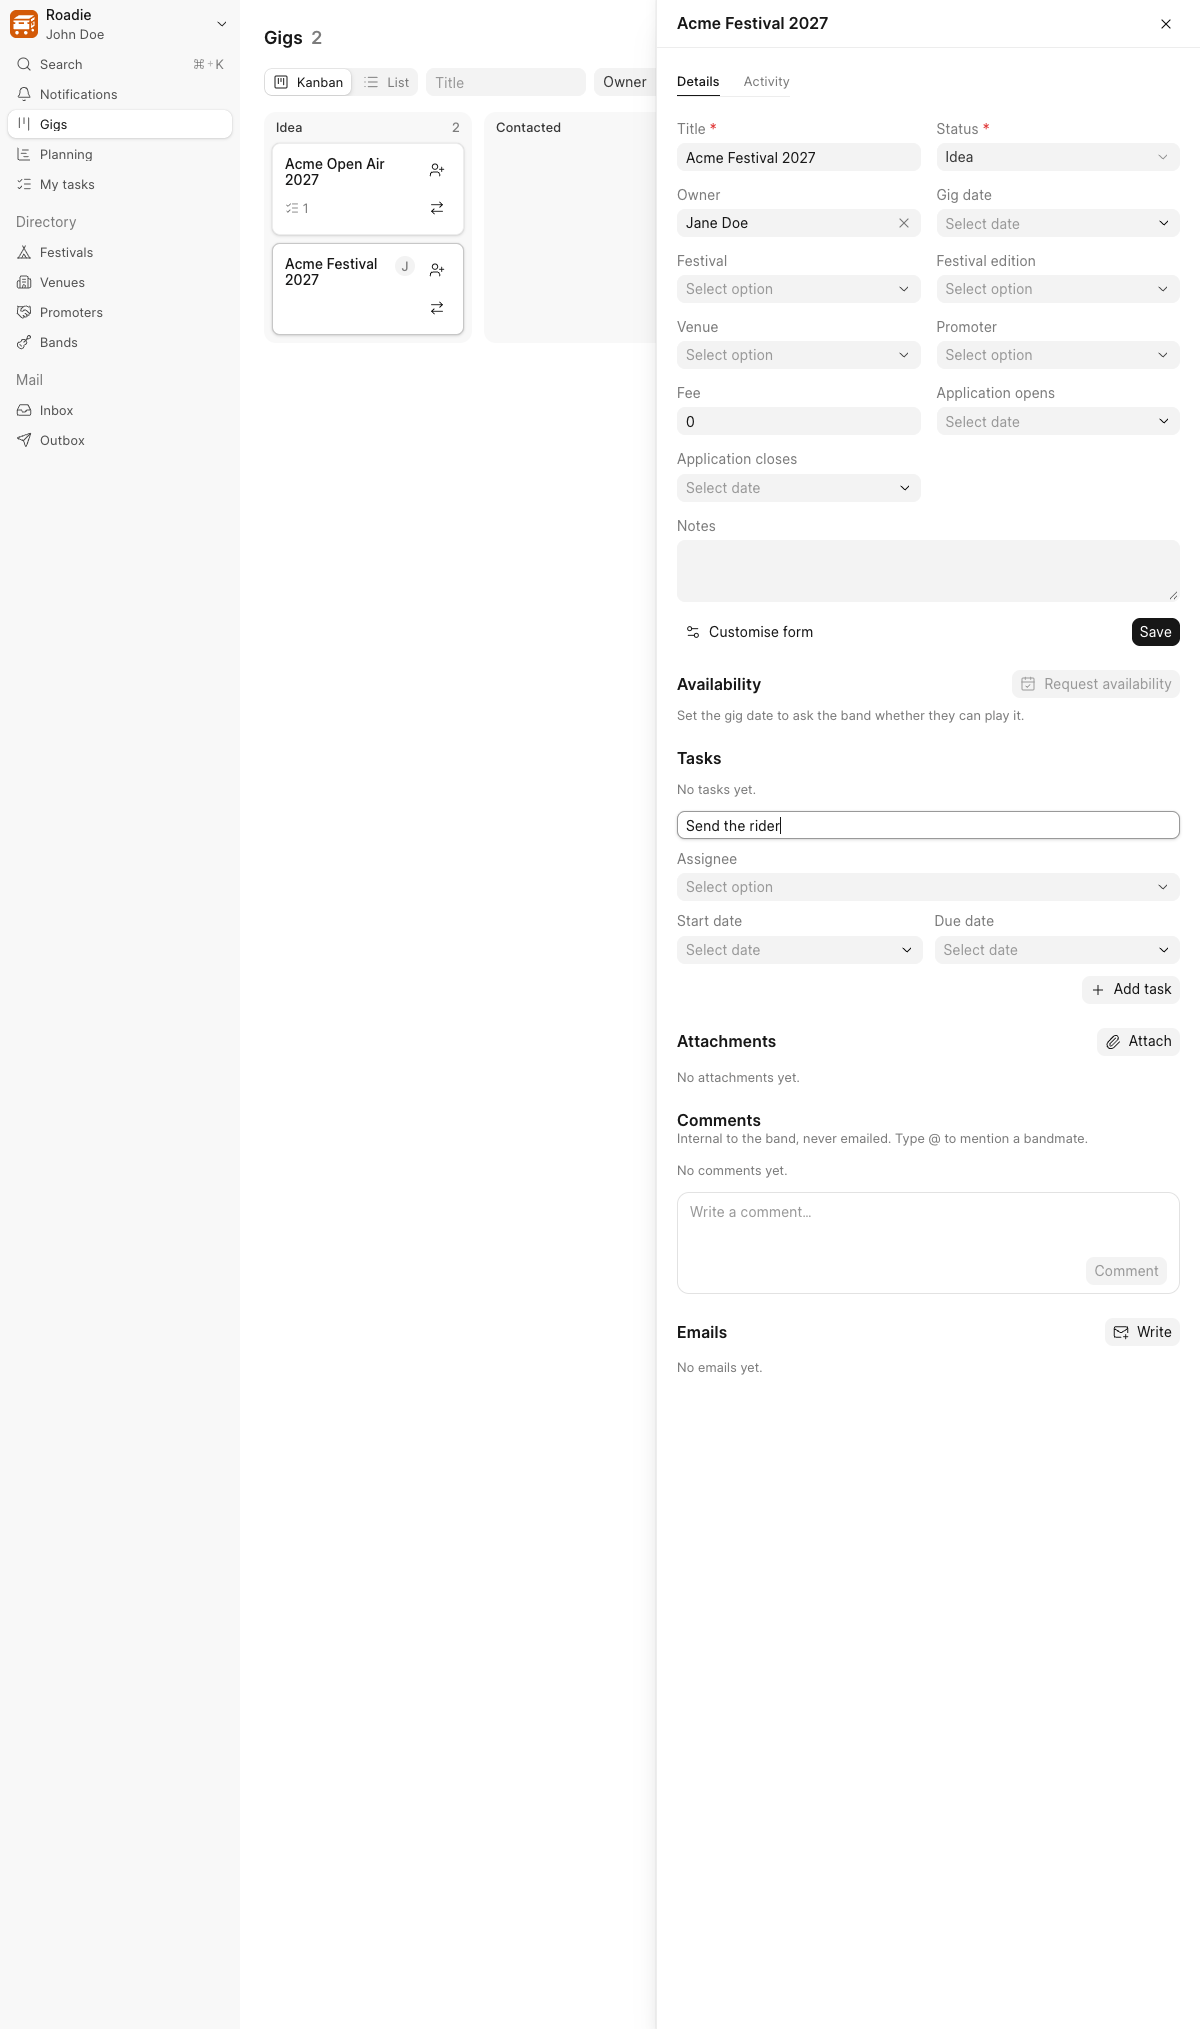 Roadie
John Doe
Search ⌘+K
Notifications
Gigs
Planning
My tasks
Directory
Festivals
Venues
Promoters
Bands
Mail
Inbox
Outbox
Gigs 2
Kanban List Title Owner
Idea 2
Acme Open Air
2027
1
Acme Festival
2027
J
Contacted
Acme Festival 2027
Details Activity
Title * Status *
Acme Festival 2027 Idea
Owner Gig date
Jane Doe Select date
Festival Festival edition
Select option Select option
Venue Promoter
Select option Select option
Fee Application opens
0 Select date
Application closes
Select date
Notes
Customise form Save
Availability Request availability
Set the gig date to ask the band whether they can play it.
Tasks
No tasks yet.
Send the rider
Assignee
Select option
Start date Due date
Select date Select date
Add task
Attachments Attach
No attachments yet.
Comments
Internal to the band, never emailed. Type @ to mention a bandmate.
No comments yet.
Write a comment…
Comment
Emails Write
No emails yet.